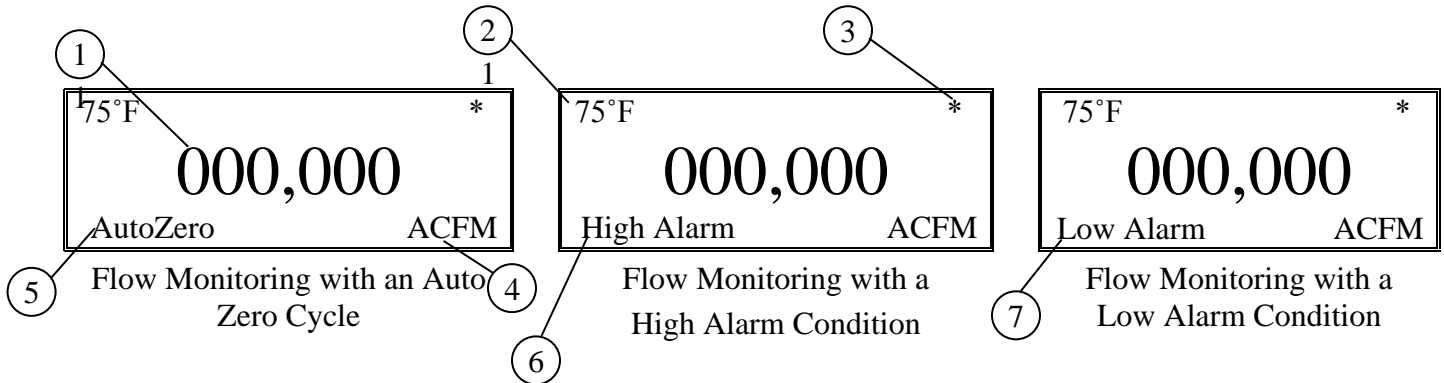 2
3
1
1
1
75˚F *
000,000
AutoZero ACFM
75˚F *
000,000
High Alarm ACFM
75˚F *
000,000
Low Alarm ACFM
5
Flow Monitoring with an Auto
Zero Cycle
4
Flow Monitoring with a
High Alarm Condition
6
7
Flow Monitoring with a
Low Alarm Condition